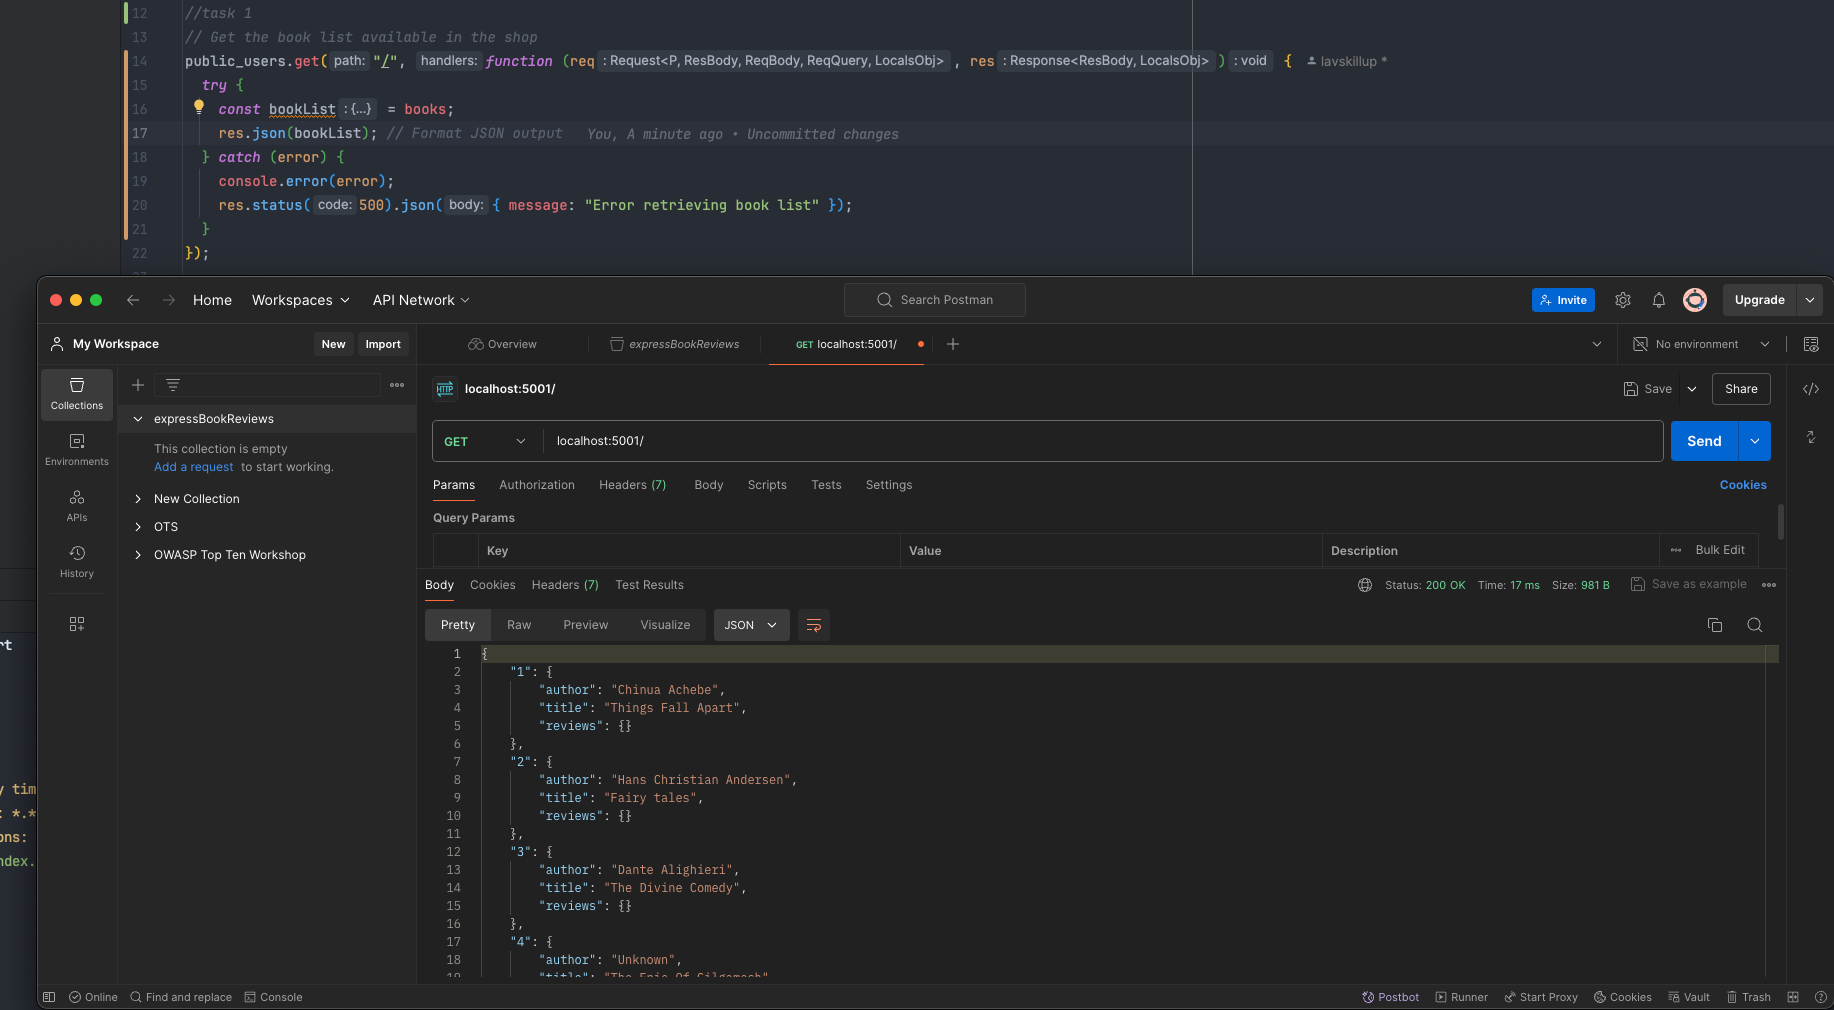 12 //task 1
13 // Get the book list available in the shop
14 public_users.get( path: "/", handlers: function (req : Request<P, ResBody, ReqBody, ReqQuery, LocalsObj> , res : Response<ResBody, LocalsObj> ) : void { lavskillup *
15 try {
16 const bookList : {...} = books;
17 res.json(bookList); // Format JSON output You, A minute ago • Uncommitted changes
18 } catch (error) {
19 console.error(error);
20 res.status( code: 500).json( body: { message: "Error retrieving book list" });
21 }
22 });
Home Workspaces API Network Search Postman Invite Upgrade
My Workspace New Import Overview expressBookReviews GET localhost:5001/ No environment
Collections
Environments
APIs
History
expressBookReviews
This collection is empty
Add a request to start working.
New Collection
OTS
OWASP Top Ten Workshop
HTTP localhost:5001/ Save Share
GET localhost:5001/ Send
Params Authorization Headers (7) Body Scripts Tests Settings Cookies
Query Params
Key Value Description Bulk Edit
Body Cookies Headers (7) Test Results Status: 200 OK Time: 17 ms Size: 981 B Save as example
Pretty Raw Preview Visualize JSON
1 {
2 "1": {
3 "author": "Chinua Achebe",
4 "title": "Things Fall Apart",
5 "reviews": {}
6 },
7 "2": {
8 "author": "Hans Christian Andersen",
9 "title": "Fairy tales",
10 "reviews": {}
11 },
12 "3": {
13 "author": "Dante Alighieri",
14 "title": "The Divine Comedy",
15 "reviews": {}
16 },
17 "4": {
18 "author": "Unknown",
19 "title": "The Epic Of Gilgamesh"
rt
y tim
: *.*
ons:
ndex.
Online Find and replace Console Postbot Runner Start Proxy Cookies Vault Trash